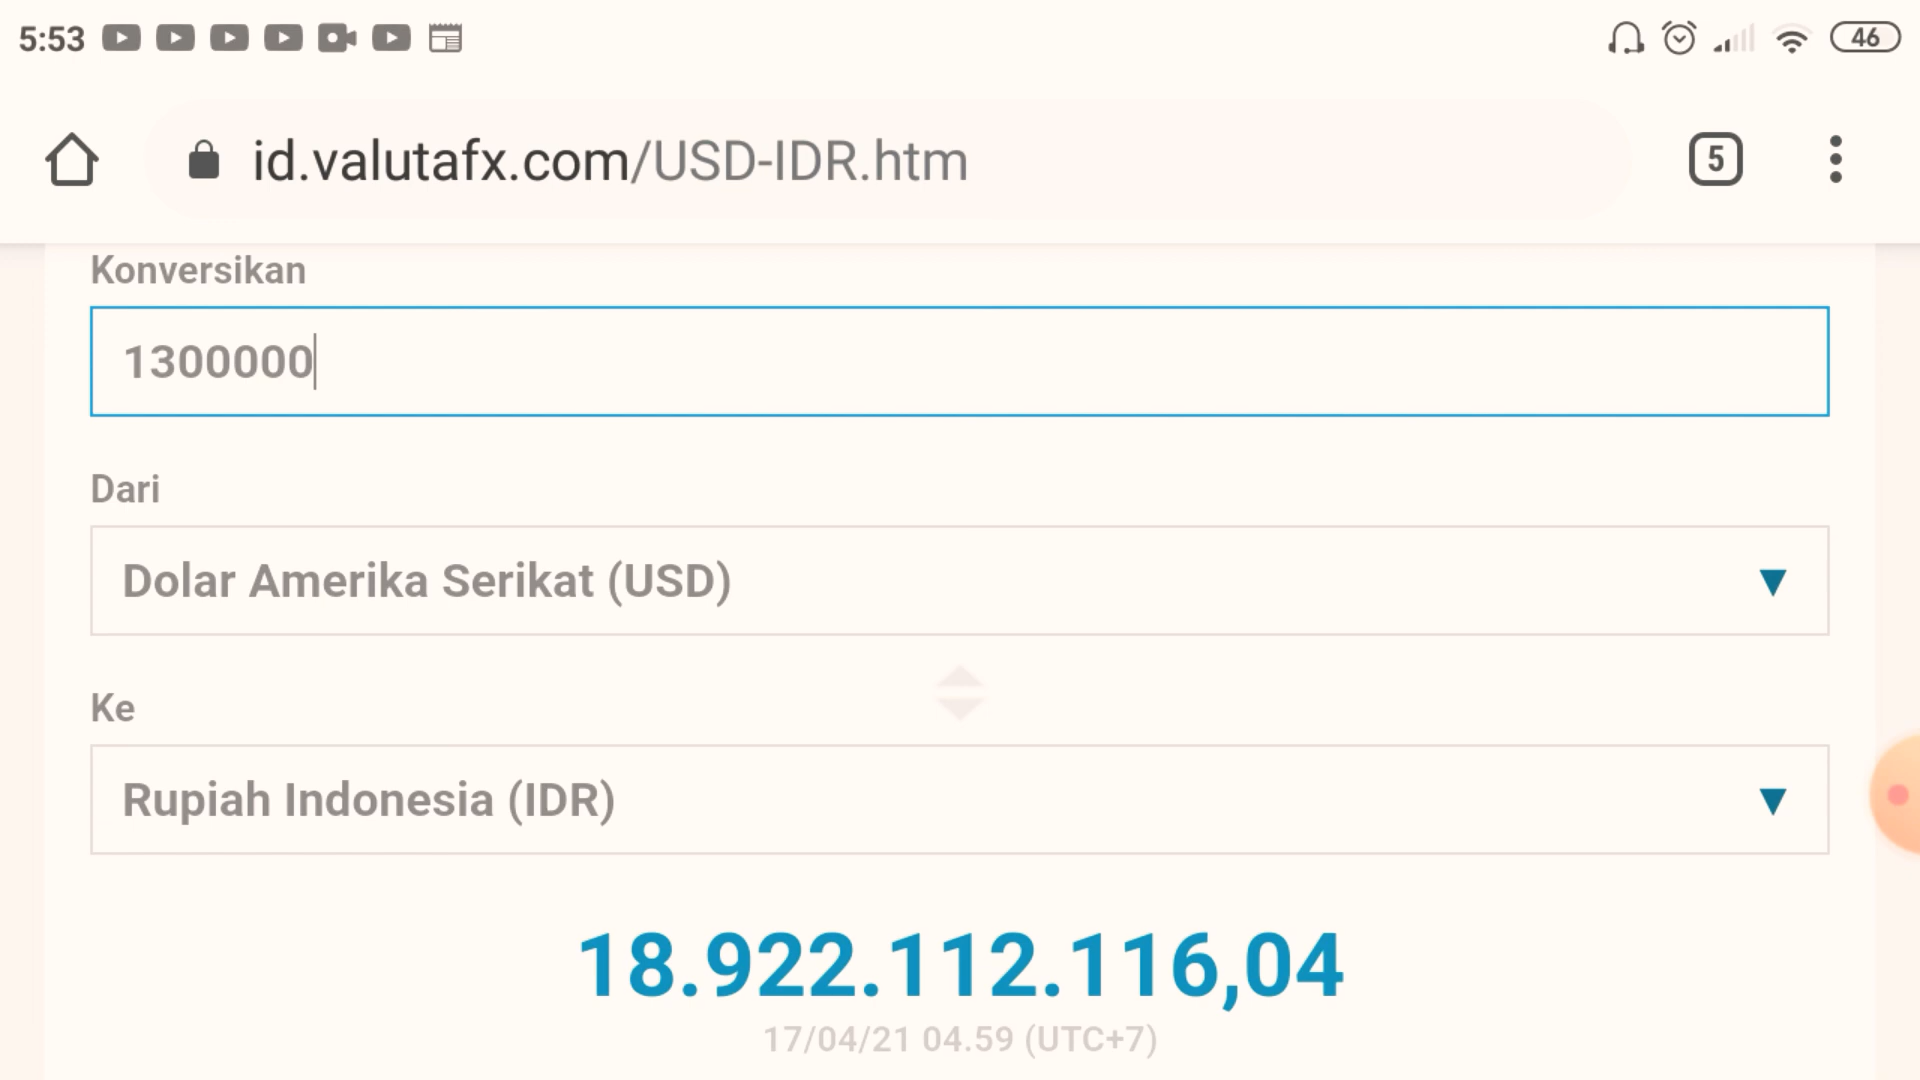 5:53
46
id.valutafx.com/USD-IDR.htm
5
Konversikan
1300000
Dari
Dolar Amerika Serikat (USD)
Ke
Rupiah Indonesia (IDR)
18.922.112.116,04
17/04/21 04.59 (UTC+7)